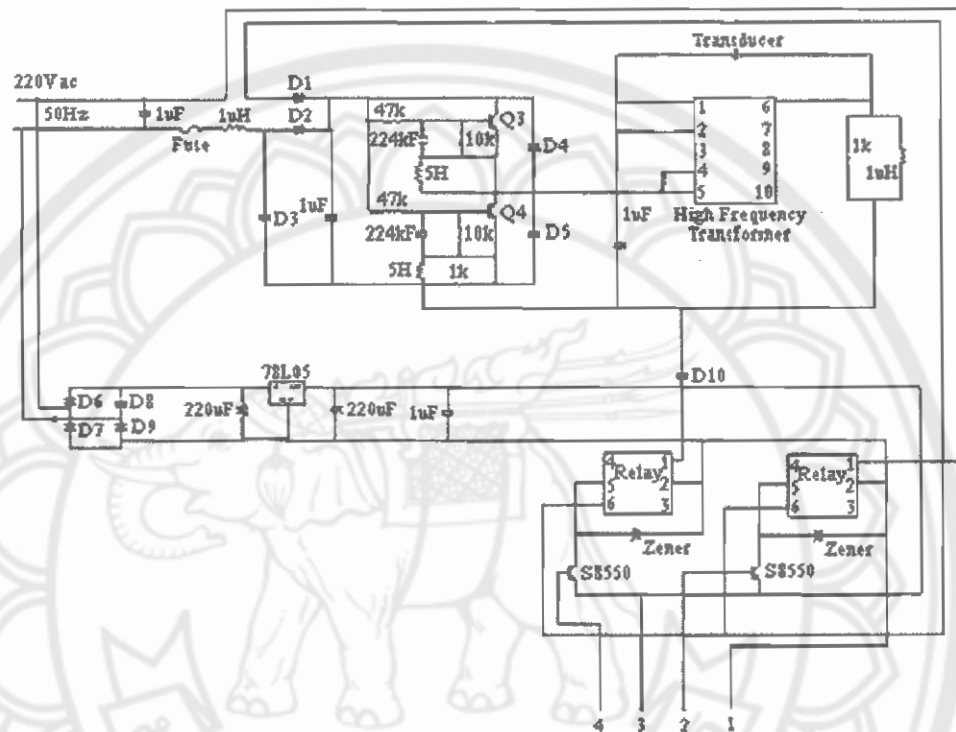 Transducer
220Vac
50Hz
1uF
Fuse
1uH
D1
D2
D3
1uF
47k
224kF
10k
Q3
5H
47k
Q4
224kF
10k
5H
1k
D4
D5
1uF
1 6
2 7
3 8
4 9
5 10
High Frequency
Transformer
1k
1uH
D10
78L05
D6 D8
D7 D9
220uF
220uF
1uF
4 Relay 1
5 2
6 3
Zener
S8550
4 Relay 1
5 2
6 3
Zener
S8550
4 3 2 1